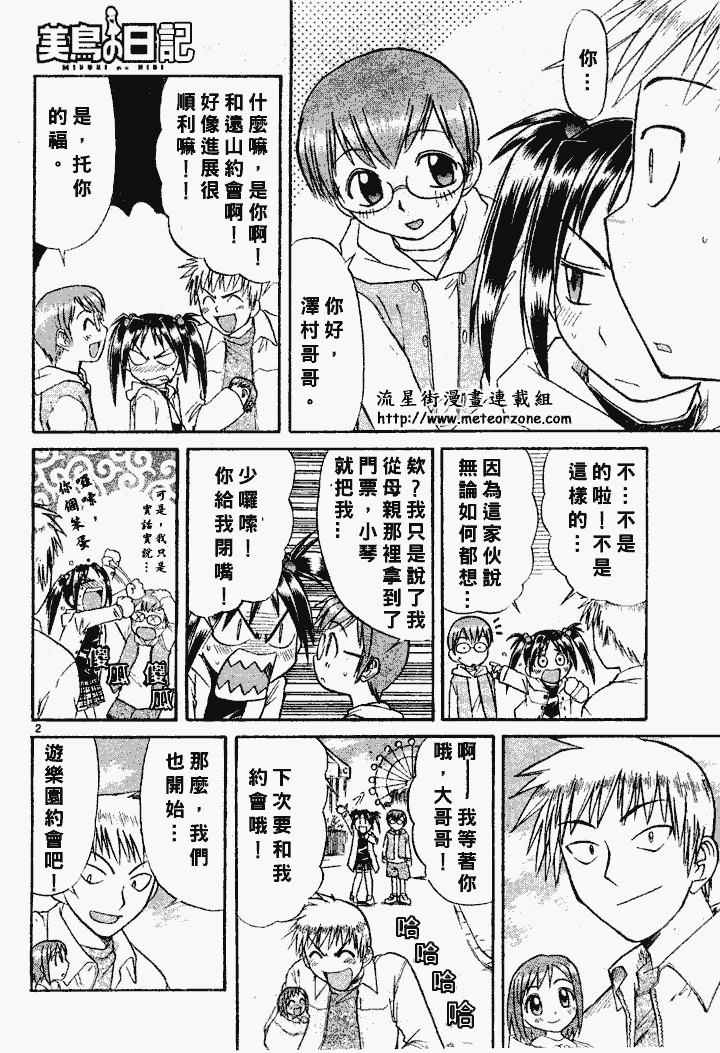 美鳥の日記
MIDORI no HIBI
你…
你好，
澤村哥哥。
流星街漫畫連載組
http://www.meteorzone.com
什麼嘛，是你啊！
和遠山約會啊！
好像進展很
順利嘛！！
是，托你
的福。
不…不是
的啦！不是
這樣的…
因為這家伙說
無論如何都想…
欸？我只是說了我
從母親那裡拿到了
門票，小琴
就把我…
少囉嗦！
你給我閉嘴！
可是，我只是
實話實說…
囉嗦，
你個笨蛋…
傻瓜
傻瓜
2
啊——我等著你
哦，大哥哥！
下次要和我
約會哦！
哈哈哈哈
那麼，我們
也開始…
遊樂園約會吧！